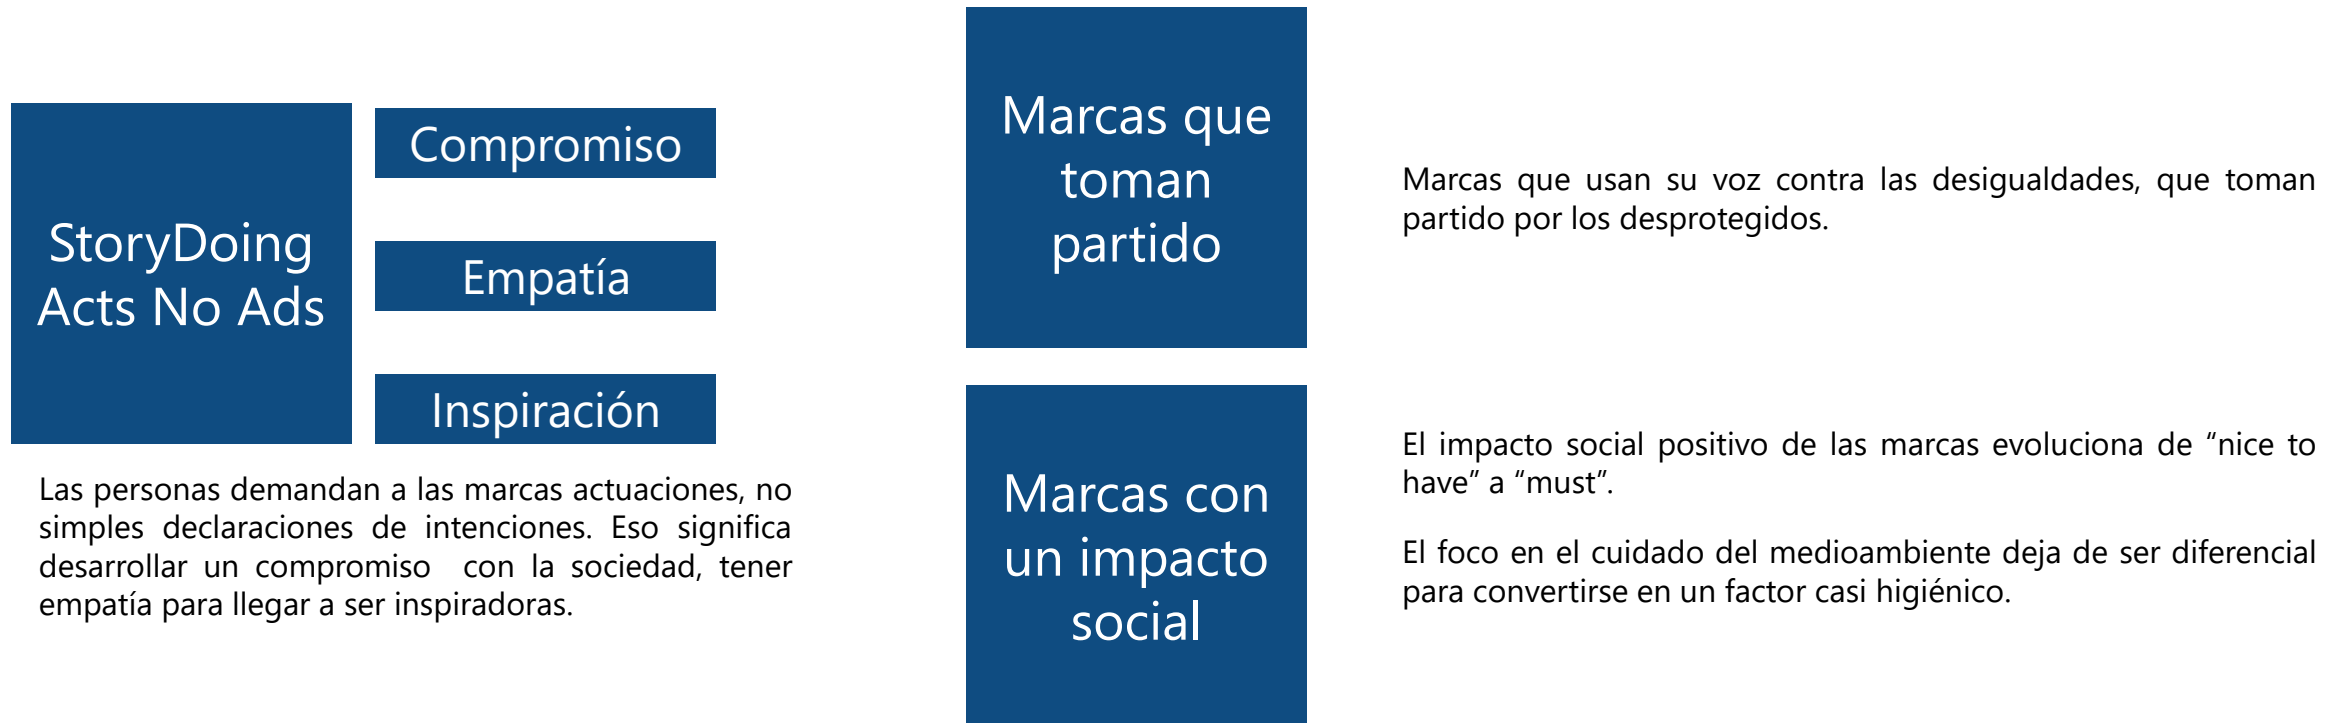 StoryDoing
Acts No Ads
Compromiso
Empatía
Inspiración
Las personas demandan a las marcas actuaciones, no
simples declaraciones de intenciones. Eso significa
desarrollar un compromiso con la sociedad, tener
empatía para llegar a ser inspiradoras.
Marcas que
toman
partido
Marcas que usan su voz contra las desigualdades, que toman
partido por los desprotegidos.
Marcas con
un impacto
social
El impacto social positivo de las marcas evoluciona de “nice to
have” a “must”.
El foco en el cuidado del medioambiente deja de ser diferencial
para convertirse en un factor casi higiénico.